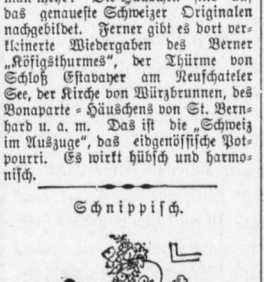 das genaueste Schweizer Originalen
nachgebildet. Ferner gibt es dort ver-
kleinerte Wiedergaben des Berner
„Köfigsthurmes", der Thürme von
Schloß Estavayer am Neufchateler
See, der Kirche von Würzbrunnen, des
Bonaparte-Häuschens von St. Bern-
hard u. a. m. Das ist die „Schweiz
im Auszuge", das eidgenössische Pot-
pourri. Es wirkt hübsch und harmo-
nisch.
Schnippisch.